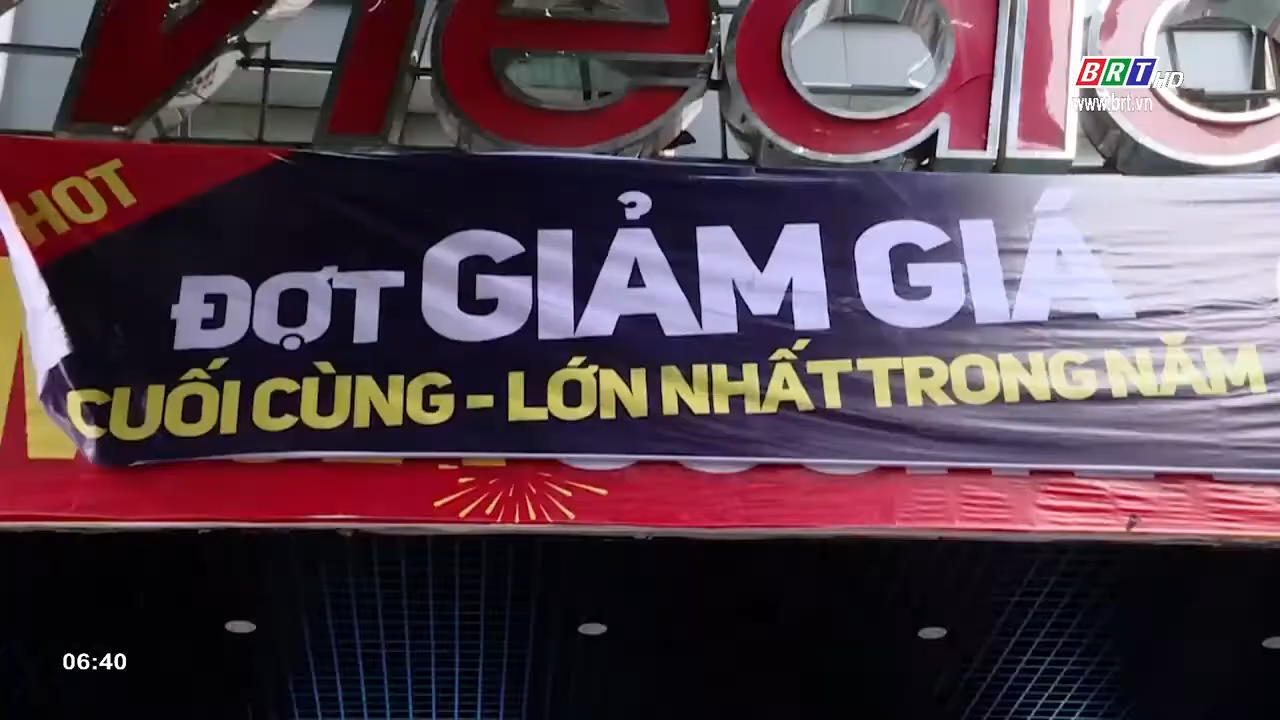 BRT HD
www.brt.vn
HOT
ĐỢT GIẢM GIÁ
CUỐI CÙNG - LỚN NHẤT TRONG NĂM
06:40